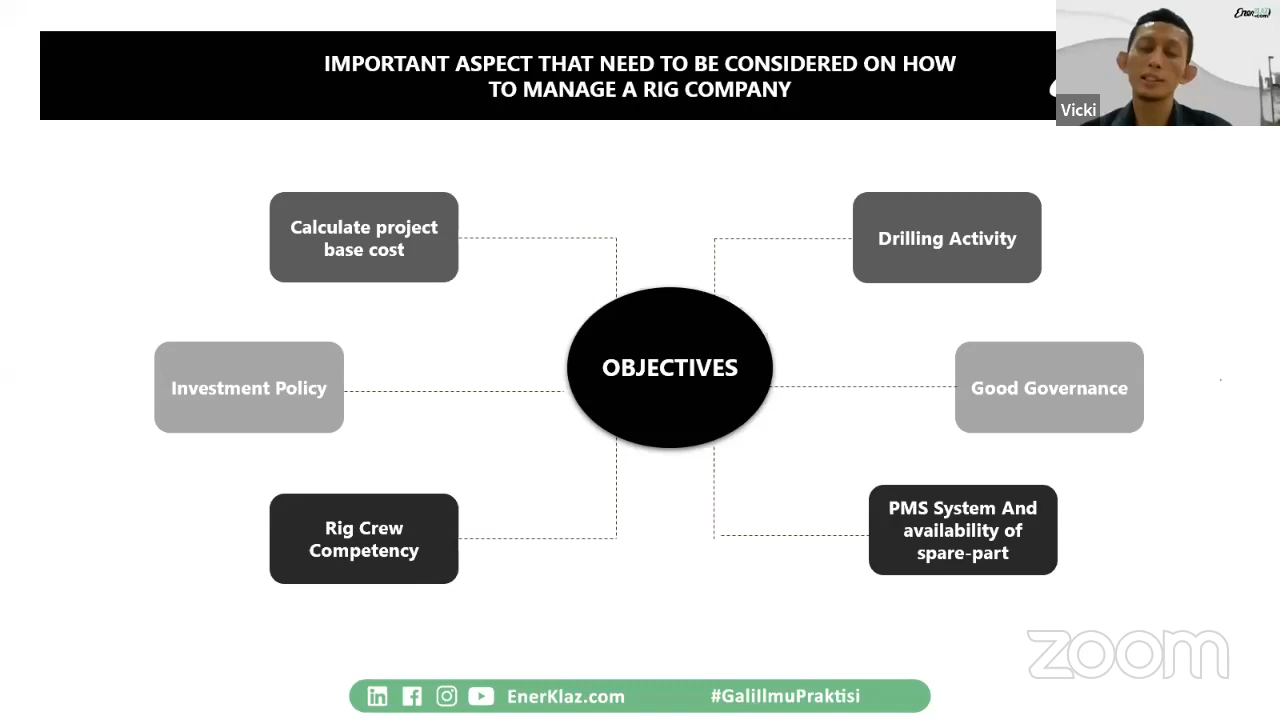 IMPORTANT ASPECT THAT NEED TO BE CONSIDERED ON HOW
TO MANAGE A RIG COMPANY
Vicki
Calculate project
base cost
Drilling Activity
Investment Policy
OBJECTIVES
Good Governance
Rig Crew
Competency
PMS System And
availability of
spare-part
zoom
EnerKlaz.com
#GaliIlmuPraktisi